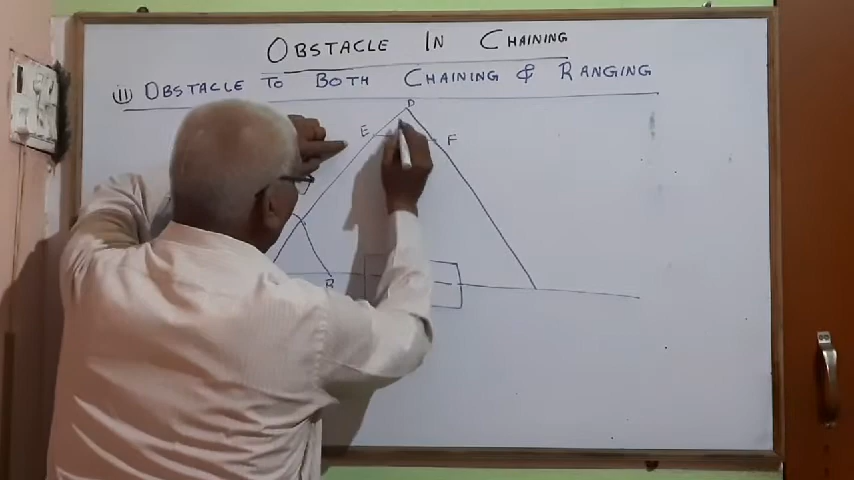 OBSTACLE IN CHAINING
(ii) OBSTACLE TO BOTH CHAINING & RANGING
D
E
F
B